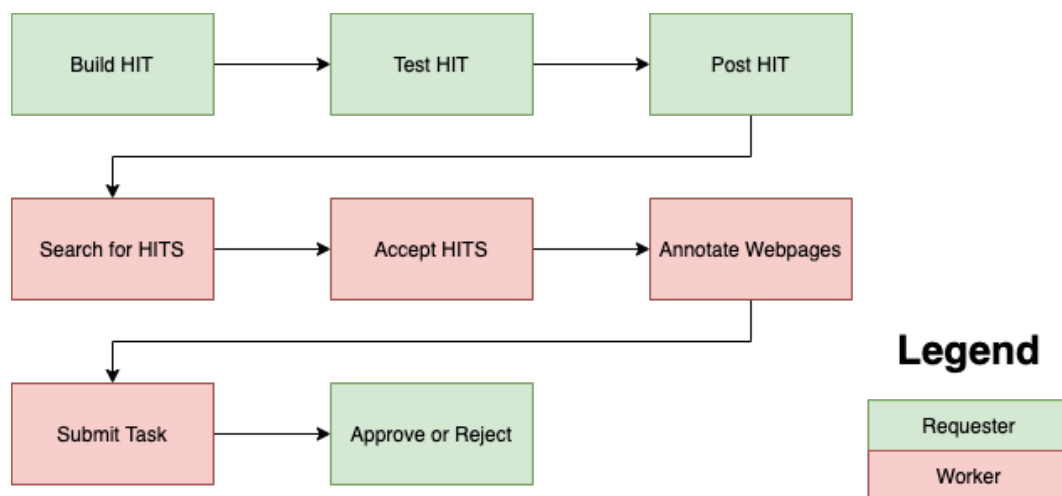 Build HIT
Test HIT
Post HIT
Search for HITS
Accept HITS
Annotate Webpages
Submit Task
Approve or Reject
Legend
Requester
Worker